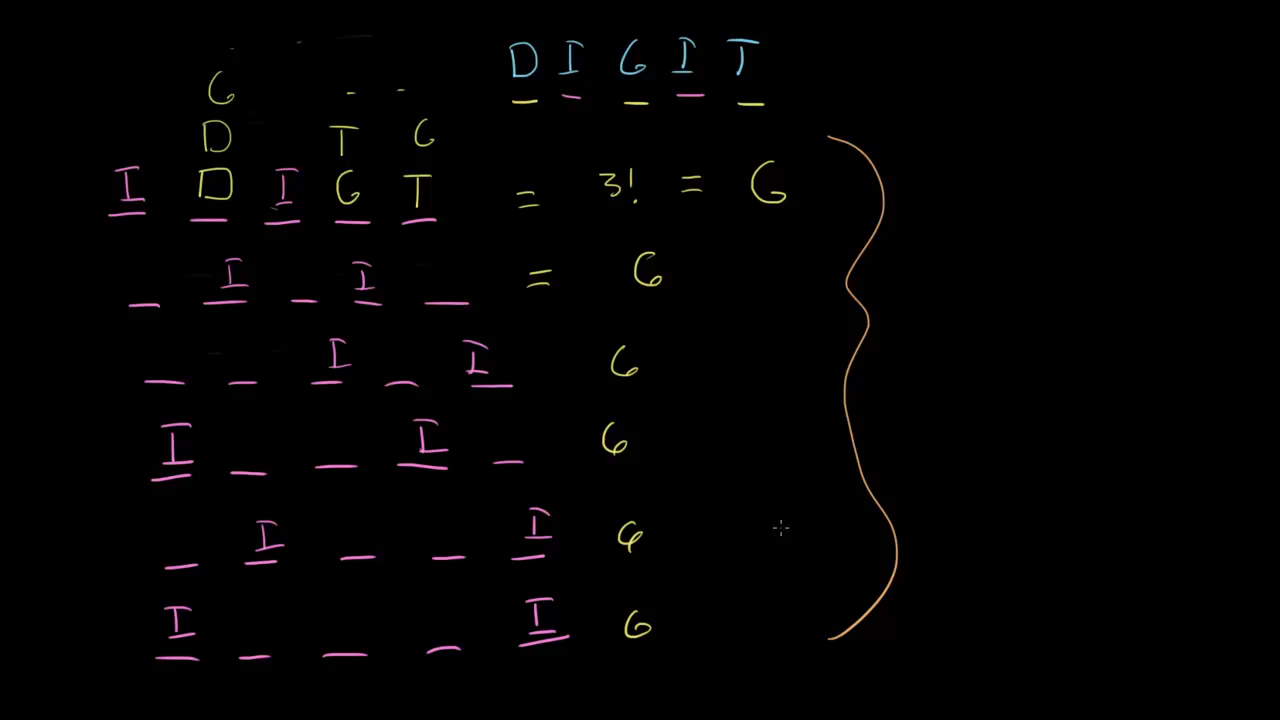 D I G I T
G
D T G
I D I G T = 3! = 6
_ I _ I _ = 6
_ _ I _ I 6
I _ _ I _ 6
_ I _ _ I 6
I _ _ _ I 6